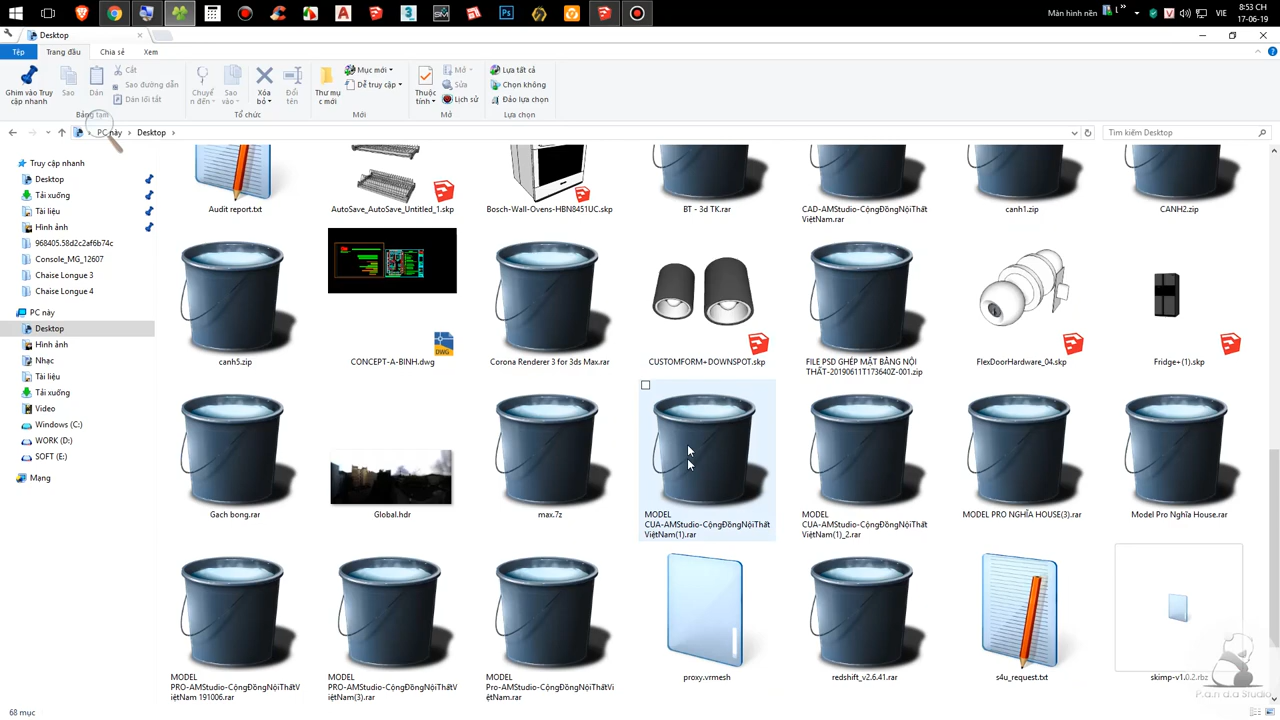 8:53 CH
Màn hình nền
VIE
17-06-19
Desktop
Tệp
Trang đầu
Chia sẻ
Xem
Ghim vào Truy cập nhanh
Sao
Dán
Cắt
Sao đường dẫn
Dán lối tắt
Bảng tạm
Chuyển đến
Sao vào
Xóa bỏ
Đổi tên
Tổ chức
Thư mục mới
Mục mới
Dễ truy cập
Mới
Thuộc tính
Mở
Sửa
Lịch sử
Mở
Lựa tất cả
Chọn không
Đảo lựa chọn
Lựa chọn
PC này
Desktop
Tìm kiếm Desktop
Truy cập nhanh
Desktop
Tải xuống
Tài liệu
Hình ảnh
968405.58d2c2af6b74c
Console_MG_12607
Chaise Longue 3
Chaise Longue 4
PC này
Desktop
Hình ảnh
Nhạc
Tài liệu
Tải xuống
Video
Windows (C:)
WORK (D:)
SOFT (E:)
Mạng
Audit report.txt
AutoSave_AutoSave_Untitled_1.skp
Bosch-Wall-Ovens-HBN8451UC.skp
BT - 3d TK.rar
CAD-AMStudio-CộngĐồngNộiThất
ViệtNam.rar
canh1.zip
CANH2.zip
canh5.zip
CONCEPT-A-BINH.dwg
Corona Renderer 3 for 3ds Max.rar
CUSTOMFORM+DOWNSPOT.skp
FILE PSD GHÉP MẶT BẰNG NỘI
THẤT-20190611T173640Z-001.zip
FlexDoorHardware_04.skp
Fridge+(1).skp
Gach bong.rar
Global.hdr
max.7z
MODEL
CUA-AMStudio-CộngĐồngNộiThất
ViệtNam(1).rar
MODEL
CUA-AMStudio-CộngĐồngNộiThất
ViệtNam(1)_2.rar
MODEL PRO NGHĨA HOUSE(3).rar
Model Pro Nghĩa House.rar
MODEL
PRO-AMStudio-CộngĐồngNộiThấtV
iệtNam 191006.rar
MODEL
PRO-AMStudio-CộngĐồngNộiThấtV
iệtNam(3).rar
MODEL
Pro-AMStudio-CộngĐồngNộiThấtVi
ệtNam.rar
proxy.vrmesh
redshift_v2.6.41.rar
s4u_request.txt
skimp-v1.0.2.rbz
P.a.n.d.a Studio
68 mục